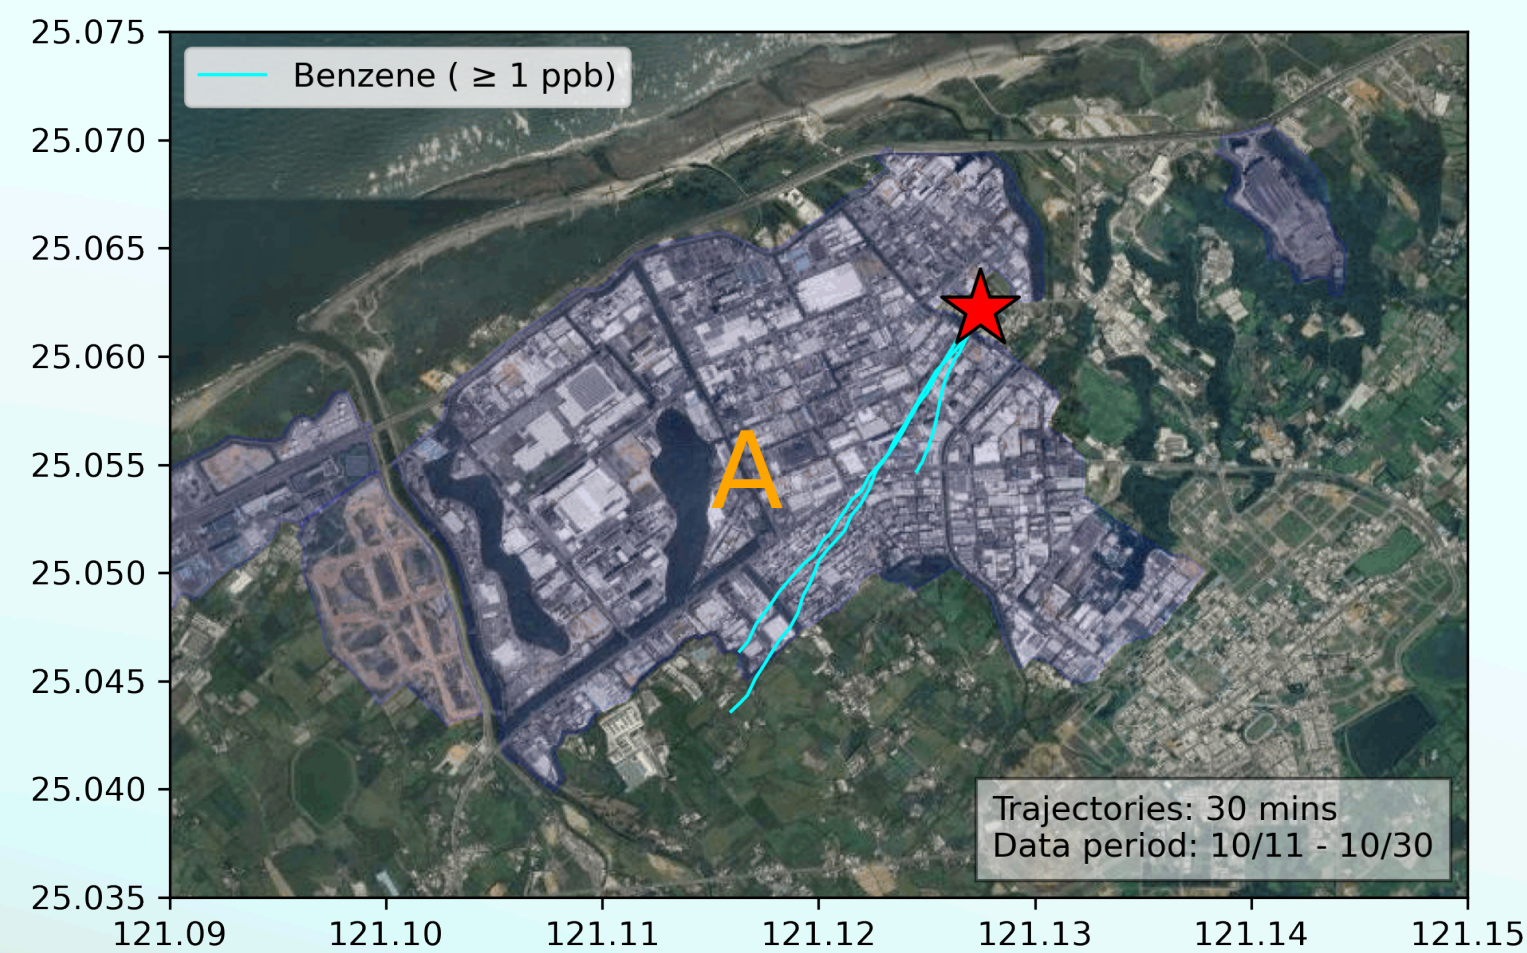 25.075
Benzene ( ≥ 1 ppb)
25.070
25.065
25.060
25.055
A
25.050
25.045
25.040
Trajectories: 30 mins
Data period: 10/11 - 10/30
25.035
121.09 121.10 121.11 121.12 121.13 121.14 121.15